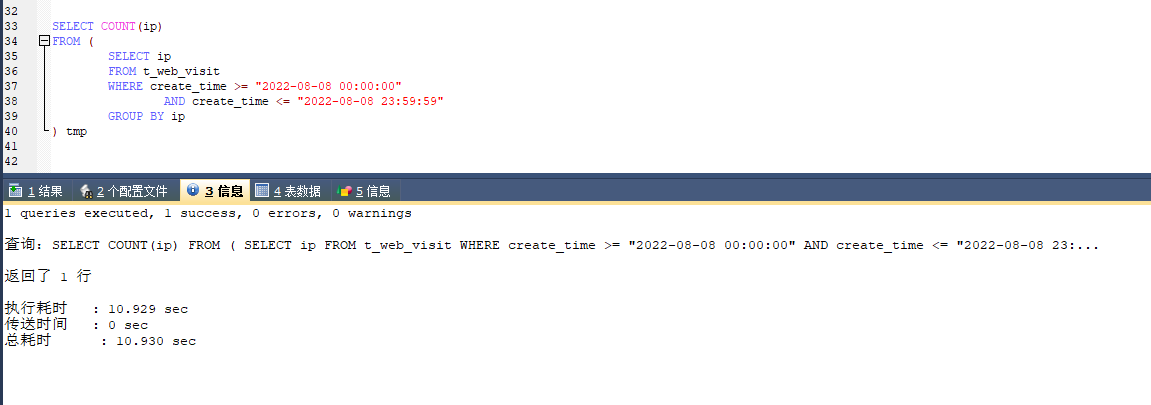 32
33 SELECT COUNT(ip)
34 FROM (
35 SELECT ip
36 FROM t_web_visit
37 WHERE create_time >= "2022-08-08 00:00:00"
38 AND create_time <= "2022-08-08 23:59:59"
39 GROUP BY ip
40 ) tmp
41
42
1 结果 2 个配置文件 3 信息 4 表数据 5 信息
1 queries executed, 1 success, 0 errors, 0 warnings
查询：SELECT COUNT(ip) FROM ( SELECT ip FROM t_web_visit WHERE create_time >= "2022-08-08 00:00:00" AND create_time <= "2022-08-08 23:...
返回了 1 行
执行耗时 : 10.929 sec
传送时间 : 0 sec
总耗时 : 10.930 sec